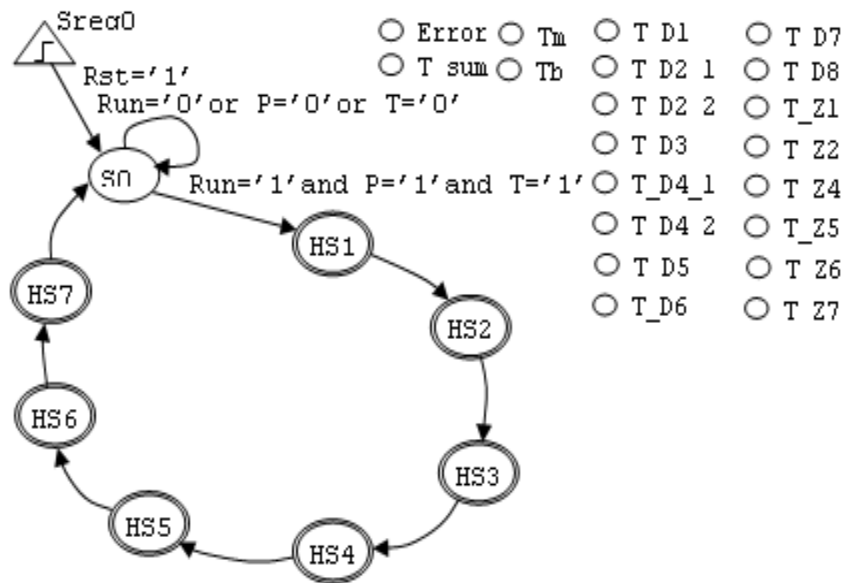 Sreg0
Rst='1'
Run='0'or P='0'or T='0'
S0
Run='1'and P='1'and T='1'
HS1
HS2
HS3
HS4
HS5
HS6
HS7
Error
T sum
Tm
Tb
T D1
T D2 1
T D2 2
T D3
T_D4_1
T D4 2
T D5
T_D6
T D7
T D8
T_Z1
T Z2
T Z4
T_Z5
T Z6
T Z7